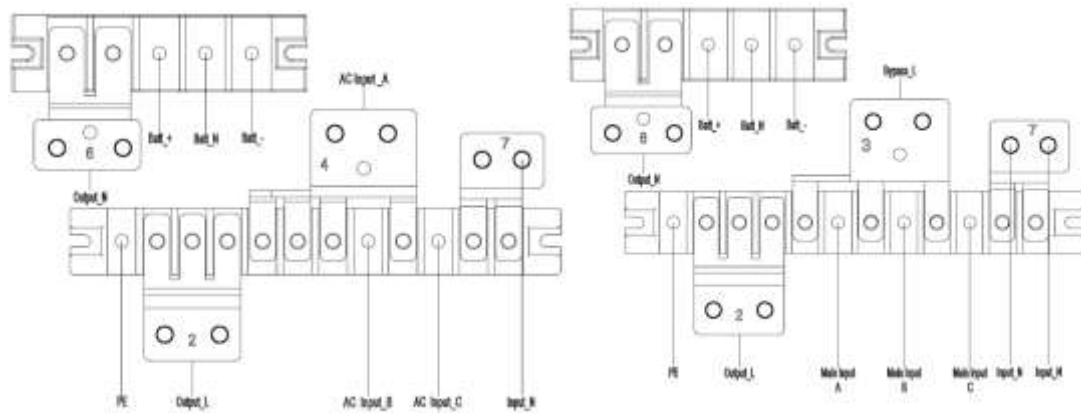 AC Input_A
Batt_+
Batt_N
Batt_-
7
6
4
Output_N
2
PE
Output_L
AC Input_B
AC Input_C
Input_N
Bypass_L
Batt_+
Batt_N
Batt_-
7
6
3
Output_N
2
PE
Output_L
Main Input
A
Main Input
B
Main Input
C
Input_N
Input_N